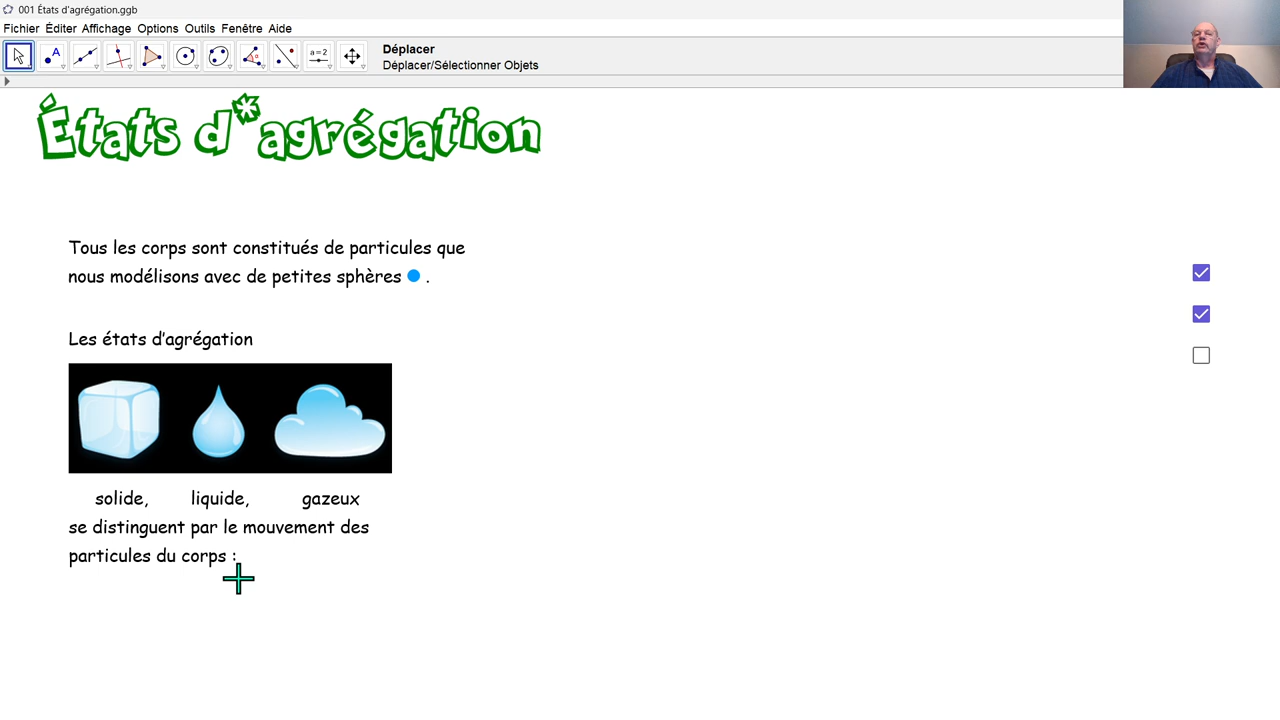 001 États d'agrégation.ggb
Fichier Éditer Affichage Options Outils Fenêtre Aide
A
a=2
Déplacer
Déplacer/Sélectionner Objets
États d*agrégation
Tous les corps sont constitués de particules que
nous modélisons avec de petites sphères .
Les états d’agrégation
solide, liquide, gazeux
se distinguent par le mouvement des
particules du corps :